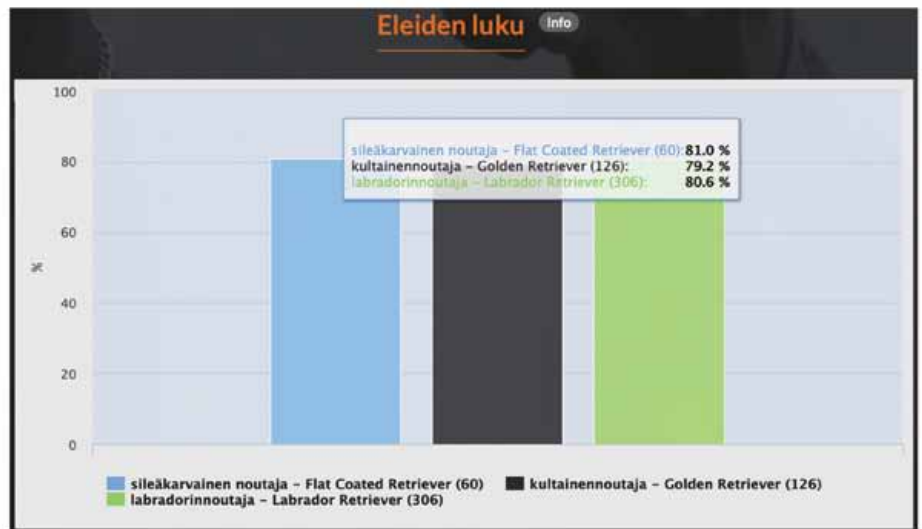 Eleiden luku Info
100
80
60
40
20
0
%
sileäkarvainen noutaja – Flat Coated Retriever (60): 81.0 %
kultainennoutaja – Golden Retriever (126): 79.2 %
labradorinnoutaja – Labrador Retriever (306): 80.6 %
sileäkarvainen noutaja – Flat Coated Retriever (60) kultainennoutaja – Golden Retriever (126)
labradorinnoutaja – Labrador Retriever (306)